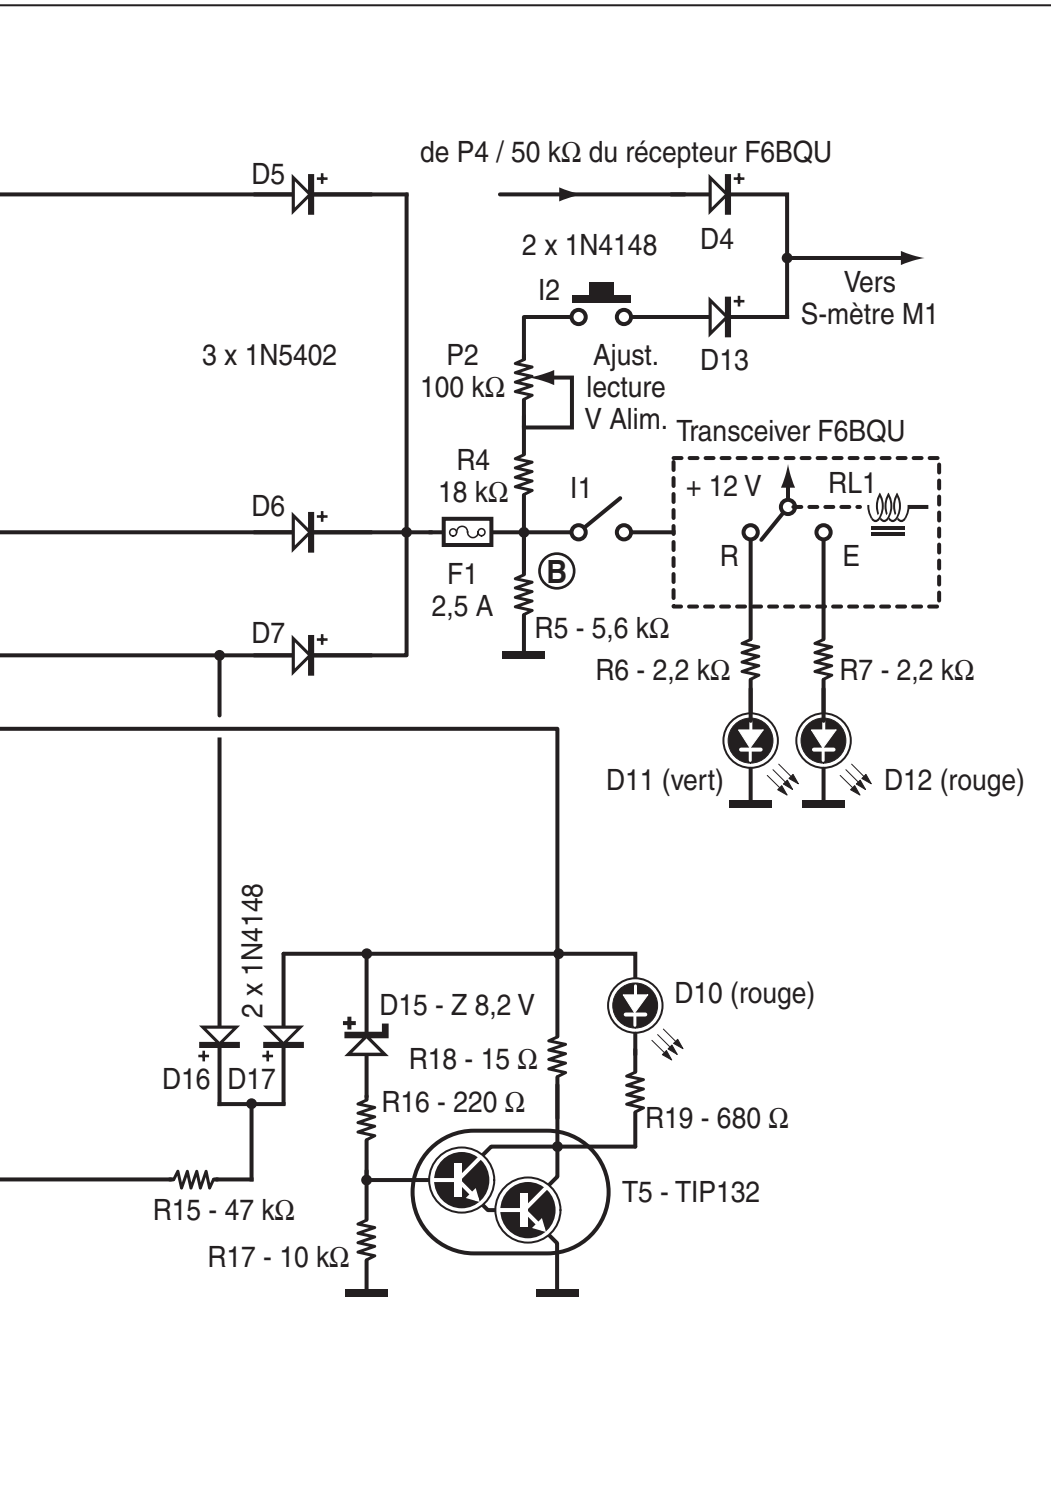 de P4 / 50 kΩ du récepteur F6BQU
D5
+
+
D4
2 x 1N4148
Vers
S-mètre M1
I2
+
D13
3 x 1N5402
P2
100 kΩ
Ajust.
lecture
V Alim.
Transceiver F6BQU
R4
18 kΩ
I1
+ 12 V
RL1
D6
+
R
E
F1
2,5 A
B
D7
+
R5 - 5,6 kΩ
R6 - 2,2 kΩ
R7 - 2,2 kΩ
D11 (vert)
D12 (rouge)
2 x 1N4148
D15 - Z 8,2 V
+
D10 (rouge)
+
+
D16
D17
R18 - 15 Ω
R16 - 220 Ω
R19 - 680 Ω
T5 - TIP132
R15 - 47 kΩ
R17 - 10 kΩ